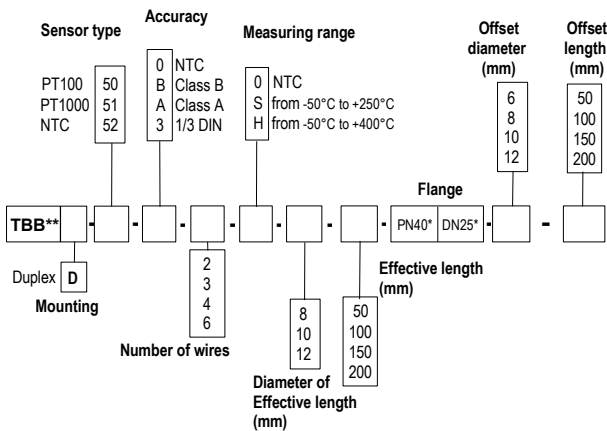 Sensor type
PT100 50
PT1000 51
NTC 52
Accuracy
0 NTC
B Class B
A Class A
3 1/3 DIN
Measuring range
0 NTC
S from -50°C to +250°C
H from -50°C to +400°C
Offset
diameter
(mm)
6
8
10
12
Offset
length
(mm)
50
100
150
200
Flange
TBB** - - - - - - - PN40* DN25* - -
Duplex D
Mounting
2
3
4
6
Number of wires
8
10
12
Diameter of
Effective length
(mm)
50
100
150
200
Effective length
(mm)